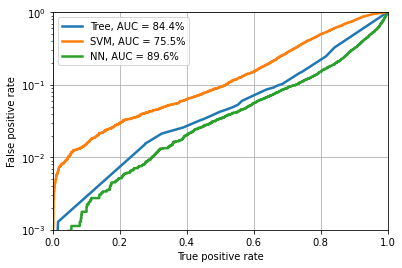 Tree, AUC = 84.4%
SVM, AUC = 75.5%
NN, AUC = 89.6%
10⁰
10⁻¹
10⁻²
10⁻³
False positive rate
0.0 0.2 0.4 0.6 0.8 1.0
True positive rate